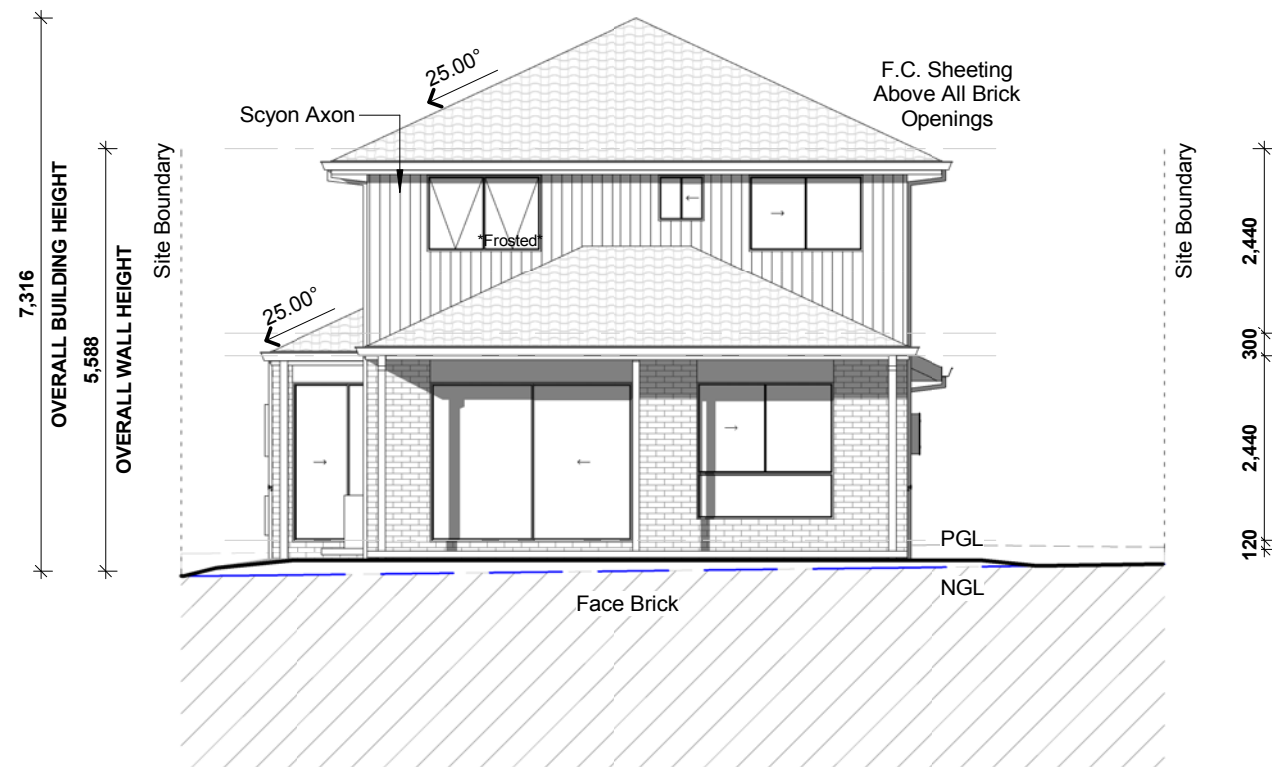 25.00°
F.C. Sheeting
Above All Brick
Openings
Scyon Axon
Site Boundary
Site Boundary
7,316
OVERALL BUILDING HEIGHT
5,588
OVERALL WALL HEIGHT
*Frosted*
25.00°
2,440
300
2,440
120
PGL
NGL
Face Brick